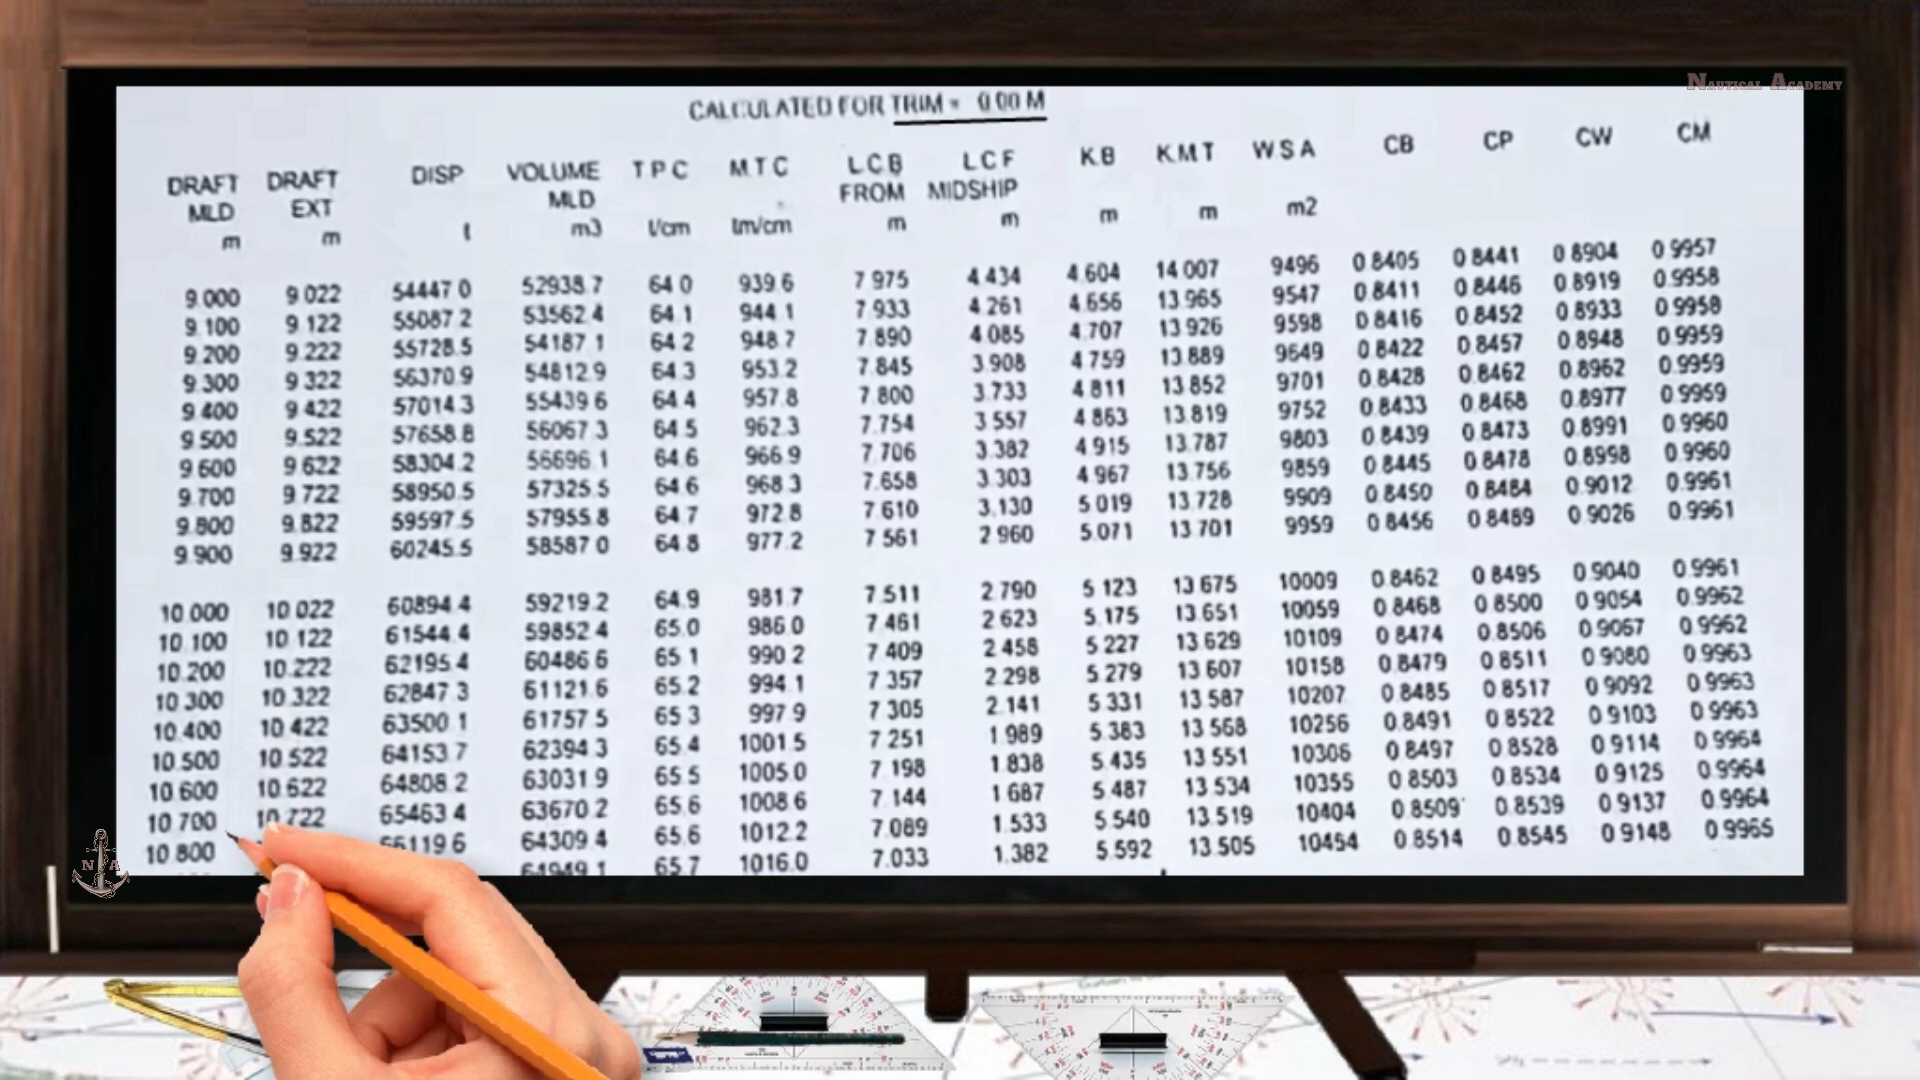 NAUTICAL ACADEMY
CALCULATED FOR TRIM = 0.00 M
DRAFT MLD m DRAFT EXT m DISP t VOLUME MLD m3 T P C t/cm M T C tm/cm L C B FROM m L C F MIDSHIP m K B m K M T m W S A m2 CB CP CW CM
9.000 9.022 54447.0 52938.7 64.0 939.6 7.975 4.434 4.604 14.007 9496 0.8405 0.8441 0.8904 0.9957
9.100 9.122 55087.2 53562.4 64.1 944.1 7.933 4.261 4.656 13.965 9547 0.8411 0.8446 0.8919 0.9958
9.200 9.222 55728.5 54187.1 64.2 948.7 7.890 4.085 4.707 13.926 9598 0.8416 0.8452 0.8933 0.9958
9.300 9.322 56370.9 54812.9 64.3 953.2 7.845 3.908 4.759 13.889 9649 0.8422 0.8457 0.8948 0.9959
9.400 9.422 57014.3 55439.6 64.4 957.8 7.800 3.733 4.811 13.852 9701 0.8428 0.8462 0.8962 0.9959
9.500 9.522 57658.8 56067.3 64.5 962.3 7.754 3.557 4.863 13.819 9752 0.8433 0.8468 0.8977 0.9959
9.600 9.622 58304.2 56696.1 64.6 966.9 7.706 3.382 4.915 13.787 9803 0.8439 0.8473 0.8991 0.9960
9.700 9.722 58950.5 57325.5 64.6 968.3 7.658 3.303 4.967 13.756 9859 0.8445 0.8478 0.8998 0.9960
9.800 9.822 59597.5 57955.8 64.7 972.8 7.610 3.130 5.019 13.728 9909 0.8450 0.8484 0.9012 0.9961
9.900 9.922 60245.5 58587.0 64.8 977.2 7.561 2.960 5.071 13.701 9959 0.8456 0.8489 0.9026 0.9961
10.000 10.022 60894.4 59219.2 64.9 981.7 7.511 2.790 5.123 13.675 10009 0.8462 0.8495 0.9040 0.9961
10.100 10.122 61544.4 59852.4 65.0 986.0 7.461 2.623 5.175 13.651 10059 0.8468 0.8500 0.9054 0.9962
10.200 10.222 62195.4 60486.6 65.1 990.2 7.409 2.458 5.227 13.629 10109 0.8474 0.8506 0.9067 0.9962
10.300 10.322 62847.3 61121.6 65.2 994.1 7.357 2.298 5.279 13.607 10158 0.8479 0.8511 0.9080 0.9963
10.400 10.422 63500.1 61757.5 65.3 997.9 7.305 2.141 5.331 13.587 10207 0.8485 0.8517 0.9092 0.9963
10.500 10.522 64153.7 62394.3 65.4 1001.5 7.251 1.989 5.383 13.568 10256 0.8491 0.8522 0.9103 0.9963
10.600 10.622 64808.2 63031.9 65.5 1005.0 7.198 1.838 5.435 13.551 10306 0.8497 0.8528 0.9114 0.9964
10.700 10.722 65463.4 63670.2 65.6 1008.6 7.144 1.687 5.487 13.534 10355 0.8503 0.8534 0.9125 0.9964
10.800 66119.6 64309.4 65.6 1012.2 7.089 1.533 5.540 13.519 10404 0.8509 0.8539 0.9137 0.9964
64949.1 65.7 1016.0 7.033 1.382 5.592 13.505 10454 0.8514 0.8545 0.9148 0.9965
N A